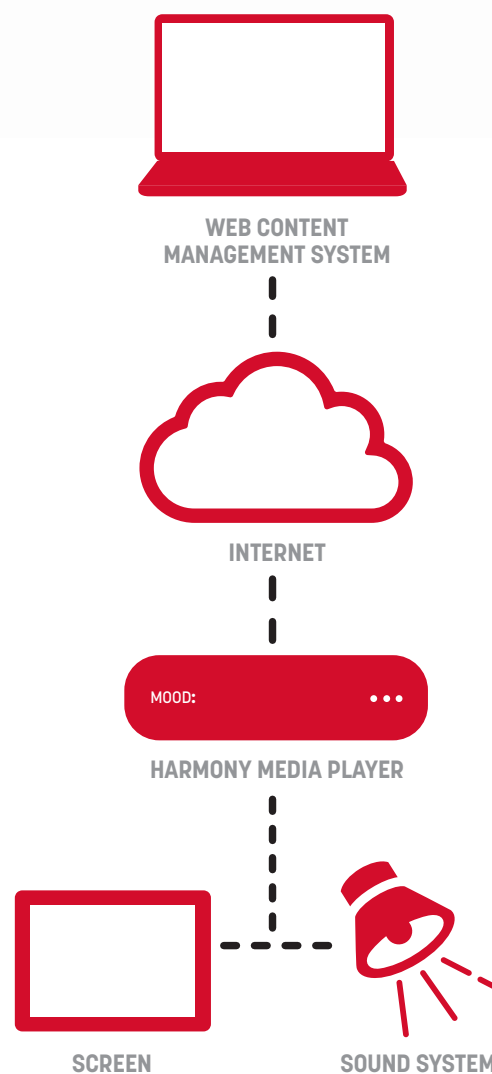 WEB CONTENT
MANAGEMENT SYSTEM
INTERNET
MOOD:
HARMONY MEDIA PLAYER
SCREEN
SOUND SYSTEM